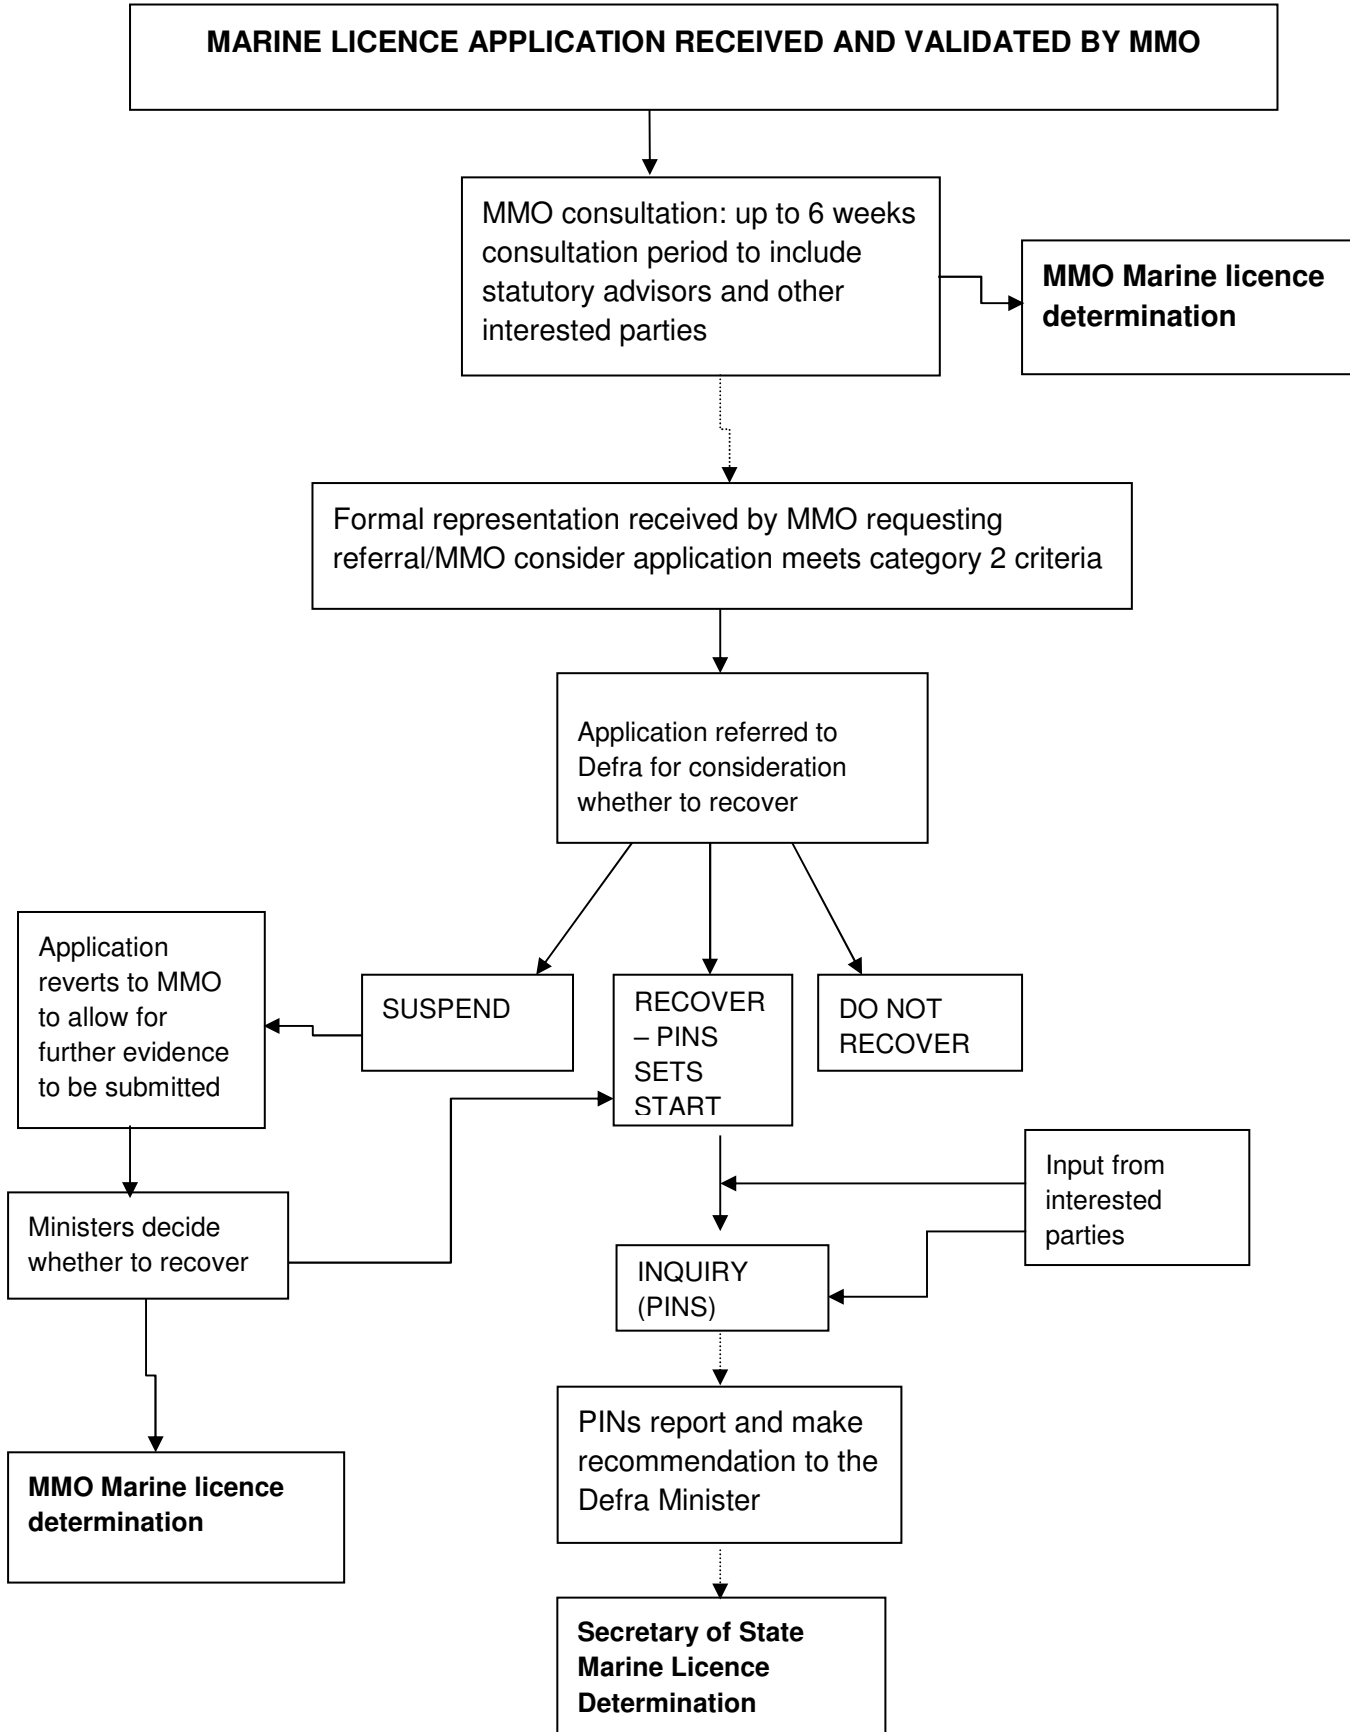 MARINE LICENCE APPLICATION RECEIVED AND VALIDATED BY MMO
MMO consultation: up to 6 weeks
consultation period to include
statutory advisors and other
interested parties
MMO Marine licence
determination
Formal representation received by MMO requesting
referral/MMO consider application meets category 2 criteria
Application referred to
Defra for consideration
whether to recover
Application
reverts to MMO
to allow for
further evidence
to be submitted
SUSPEND
RECOVER
– PINS
SETS
START
DO NOT
RECOVER
Input from
interested
parties
Ministers decide
whether to recover
INQUIRY
(PINS)
PINs report and make
recommendation to the
Defra Minister
MMO Marine licence
determination
Secretary of State
Marine Licence
Determination